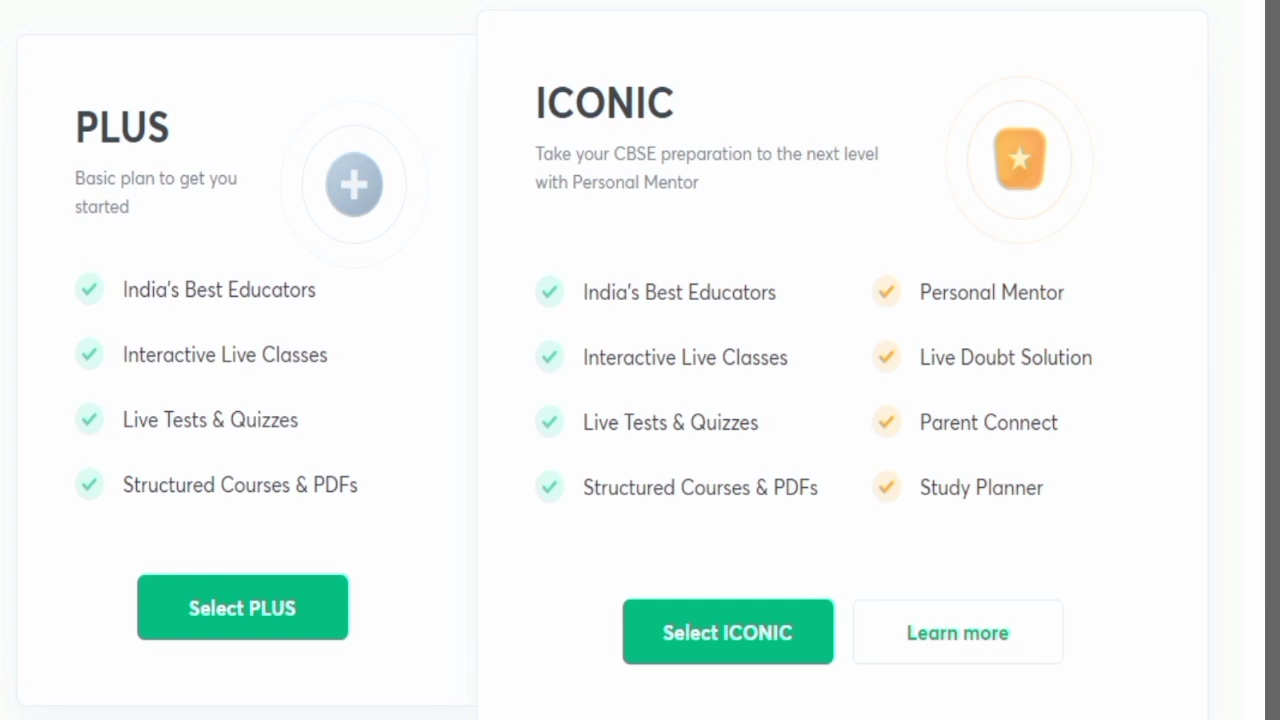 PLUS
Basic plan to get you
started
India's Best Educators
Interactive Live Classes
Live Tests & Quizzes
Structured Courses & PDFs
Select PLUS
ICONIC
Take your CBSE preparation to the next level
with Personal Mentor
India's Best Educators
Interactive Live Classes
Live Tests & Quizzes
Structured Courses & PDFs
Personal Mentor
Live Doubt Solution
Parent Connect
Study Planner
Select ICONIC
Learn more